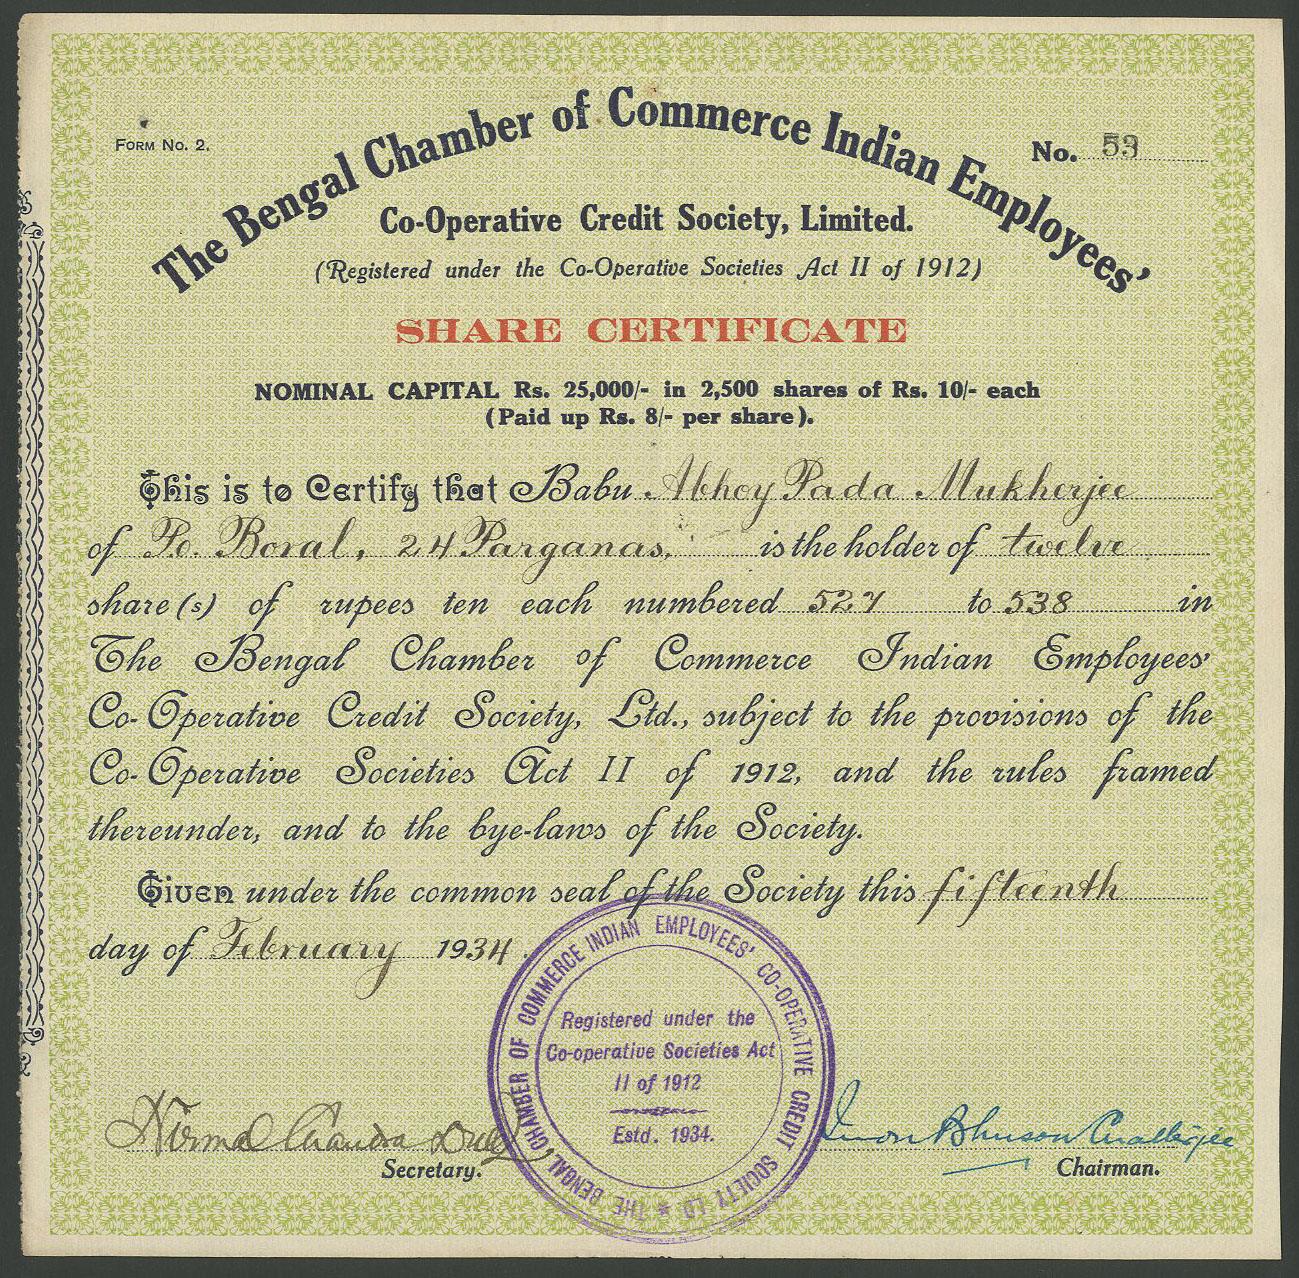 Form No. 2.
No. 53
The Bengal Chamber of Commerce Indian Employees'
Co-Operative Credit Society, Limited.
(Registered under the Co-Operative Societies Act II of 1912)
SHARE CERTIFICATE
NOMINAL CAPITAL Rs. 25,000/- in 2,500 shares of Rs. 10/- each
(Paid up Rs. 8/- per share).
This is to Certify that Babu Abhoy Pada Mukherjee
of Po. Boral, 24 Parganas, is the holder of twelve
share(s) of rupees ten each numbered 527 to 538 in
The Bengal Chamber of Commerce Indian Employees'
Co-Operative Credit Society, Ltd., subject to the provisions of the
Co-Operative Societies Act II of 1912, and the rules framed
thereunder, and to the bye-laws of the Society.
Given under the common seal of the Society this fifteenth
day of February 1934.
THE BENGAL CHAMBER OF COMMERCE INDIAN EMPLOYEES' CO-OPERATIVE CREDIT SOCIETY LD
Registered under the
Co-operative Societies Act
II of 1912
Estd. 1934.
Nirmal Chandra
Secretary.
Bhuson Chatterjee
Chairman.